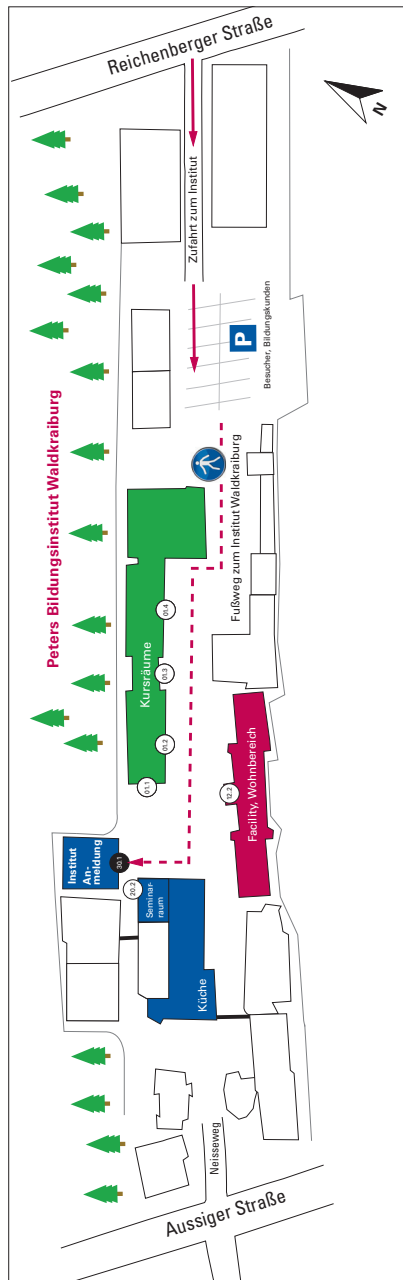 Reichenberger Straße
N
Zufahrt zum Institut
P
Besucher, Bildungskunden
Peters Bildungsinstitut Waldkraiburg
Fußweg zum Institut Waldkraiburg
Kursräume
01.4
01.3
01.2
01.1
12.2
Facility, Wohnbereich
Institut
An-
meldung
30.1
20.2
Seminar-
raum
Küche
Neisseweg
Aussiger Straße